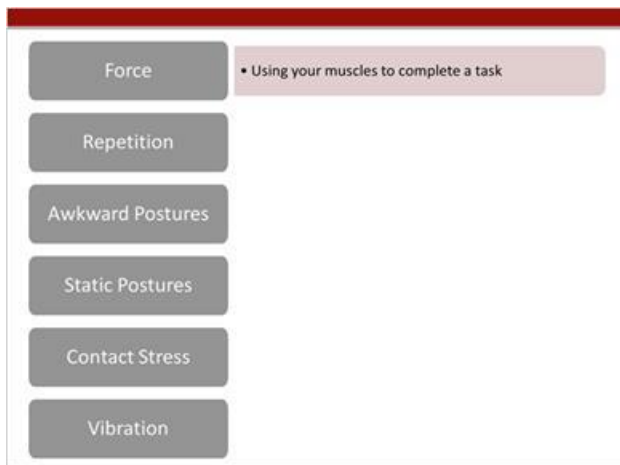 Force
• Using your muscles to complete a task
Repetition
Awkward Postures
Static Postures
Contact Stress
Vibration